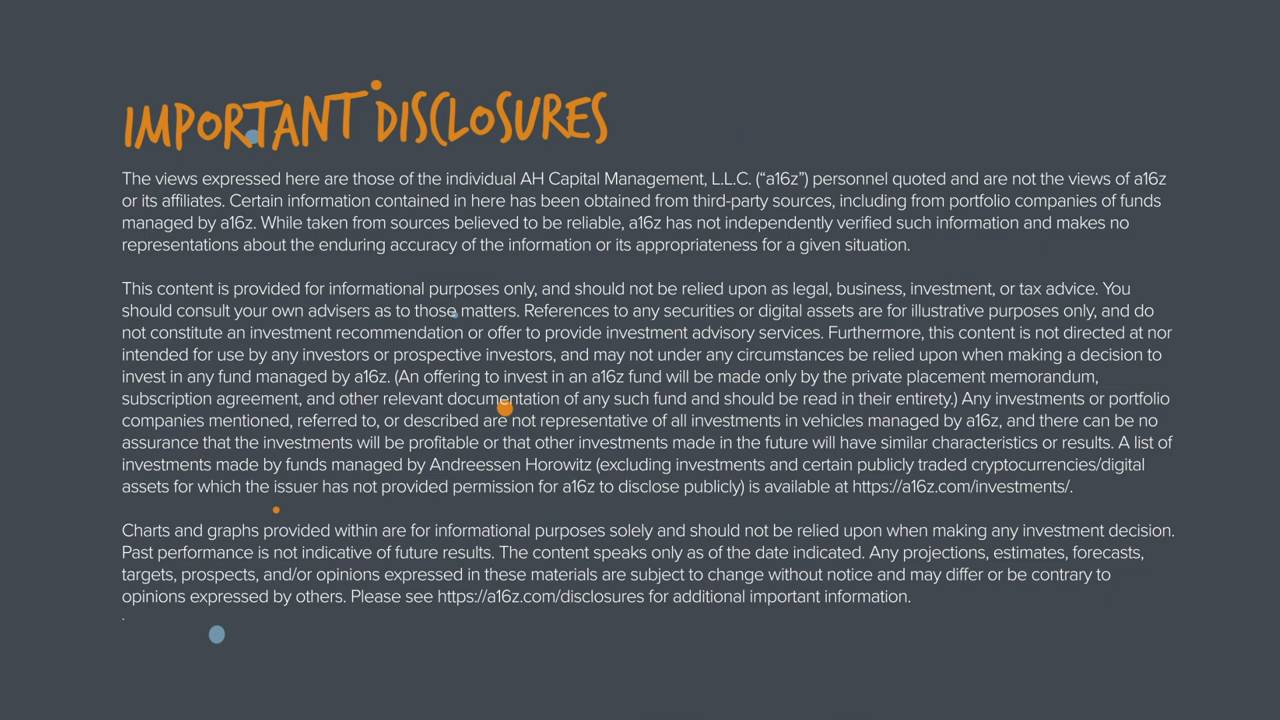 IMPORTANT DISCLOSURES
The views expressed here are those of the individual AH Capital Management, L.L.C. (“a16z”) personnel quoted and are not the views of a16z
or its affiliates. Certain information contained in here has been obtained from third-party sources, including from portfolio companies of funds
managed by a16z. While taken from sources believed to be reliable, a16z has not independently verified such information and makes no
representations about the enduring accuracy of the information or its appropriateness for a given situation.
This content is provided for informational purposes only, and should not be relied upon as legal, business, investment, or tax advice. You
should consult your own advisers as to those matters. References to any securities or digital assets are for illustrative purposes only, and do
not constitute an investment recommendation or offer to provide investment advisory services. Furthermore, this content is not directed at nor
intended for use by any investors or prospective investors, and may not under any circumstances be relied upon when making a decision to
invest in any fund managed by a16z. (An offering to invest in an a16z fund will be made only by the private placement memorandum,
subscription agreement, and other relevant documentation of any such fund and should be read in their entirety.) Any investments or portfolio
companies mentioned, referred to, or described are not representative of all investments in vehicles managed by a16z, and there can be no
assurance that the investments will be profitable or that other investments made in the future will have similar characteristics or results. A list of
investments made by funds managed by Andreessen Horowitz (excluding investments and certain publicly traded cryptocurrencies/digital
assets for which the issuer has not provided permission for a16z to disclose publicly) is available at https://a16z.com/investments/.
Charts and graphs provided within are for informational purposes solely and should not be relied upon when making any investment decision.
Past performance is not indicative of future results. The content speaks only as of the date indicated. Any projections, estimates, forecasts,
targets, prospects, and/or opinions expressed in these materials are subject to change without notice and may differ or be contrary to
opinions expressed by others. Please see https://a16z.com/disclosures for additional important information.
.